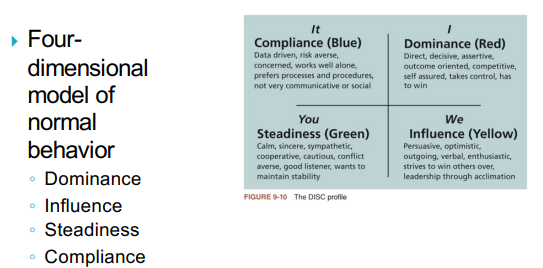 Four-
dimensional
model of
normal
behavior
Dominance
Influence
Steadiness
Compliance
It
Compliance (Blue)
Data driven, risk averse,
concerned, works well alone,
prefers processes and procedures,
not very communicative or social
I
Dominance (Red)
Direct, decisive, assertive,
outcome oriented, competitive,
self assured, takes control, has
to win
You
Steadiness (Green)
Calm, sincere, sympathetic,
cooperative, cautious, conflict
averse, good listener, wants to
maintain stability
We
Influence (Yellow)
Persuasive, optimistic,
outgoing, verbal, enthusiastic,
strives to win others over,
leadership through acclimation
FIGURE 9-10 The DISC profile